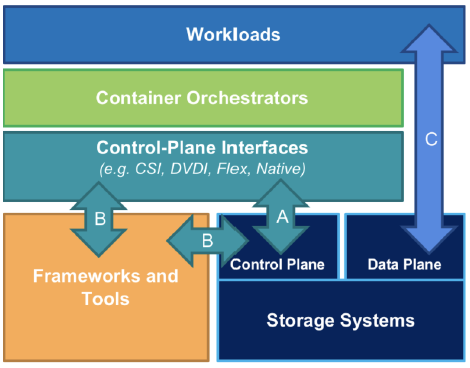 Workloads
Container Orchestrators
Control-Plane Interfaces
(e.g. CSI, DVDI, Flex, Native)
C
B
A
B
Frameworks and
Tools
Control Plane
Data Plane
Storage Systems